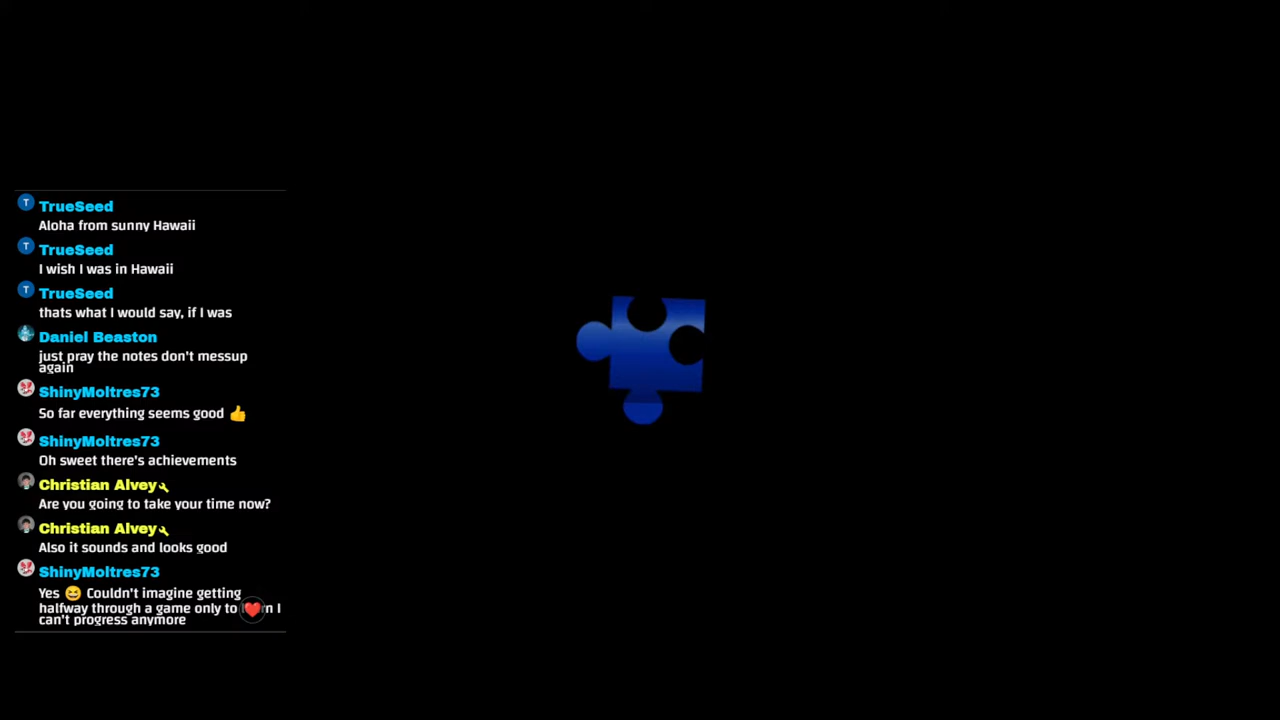 T TrueSeed
Aloha from sunny Hawaii
T TrueSeed
I wish I was in Hawaii
T TrueSeed
thats what I would say, if I was
Daniel Beaston
just pray the notes don't messup
again
ShinyMoltres73
So far everything seems good 👍
ShinyMoltres73
Oh sweet there's achievements
Christian Alvey
Are you going to take your time now?
Christian Alvey
Also it sounds and looks good
ShinyMoltres73
Yes 😆 Couldn't imagine getting
halfway through a game only to I
can't progress anymore